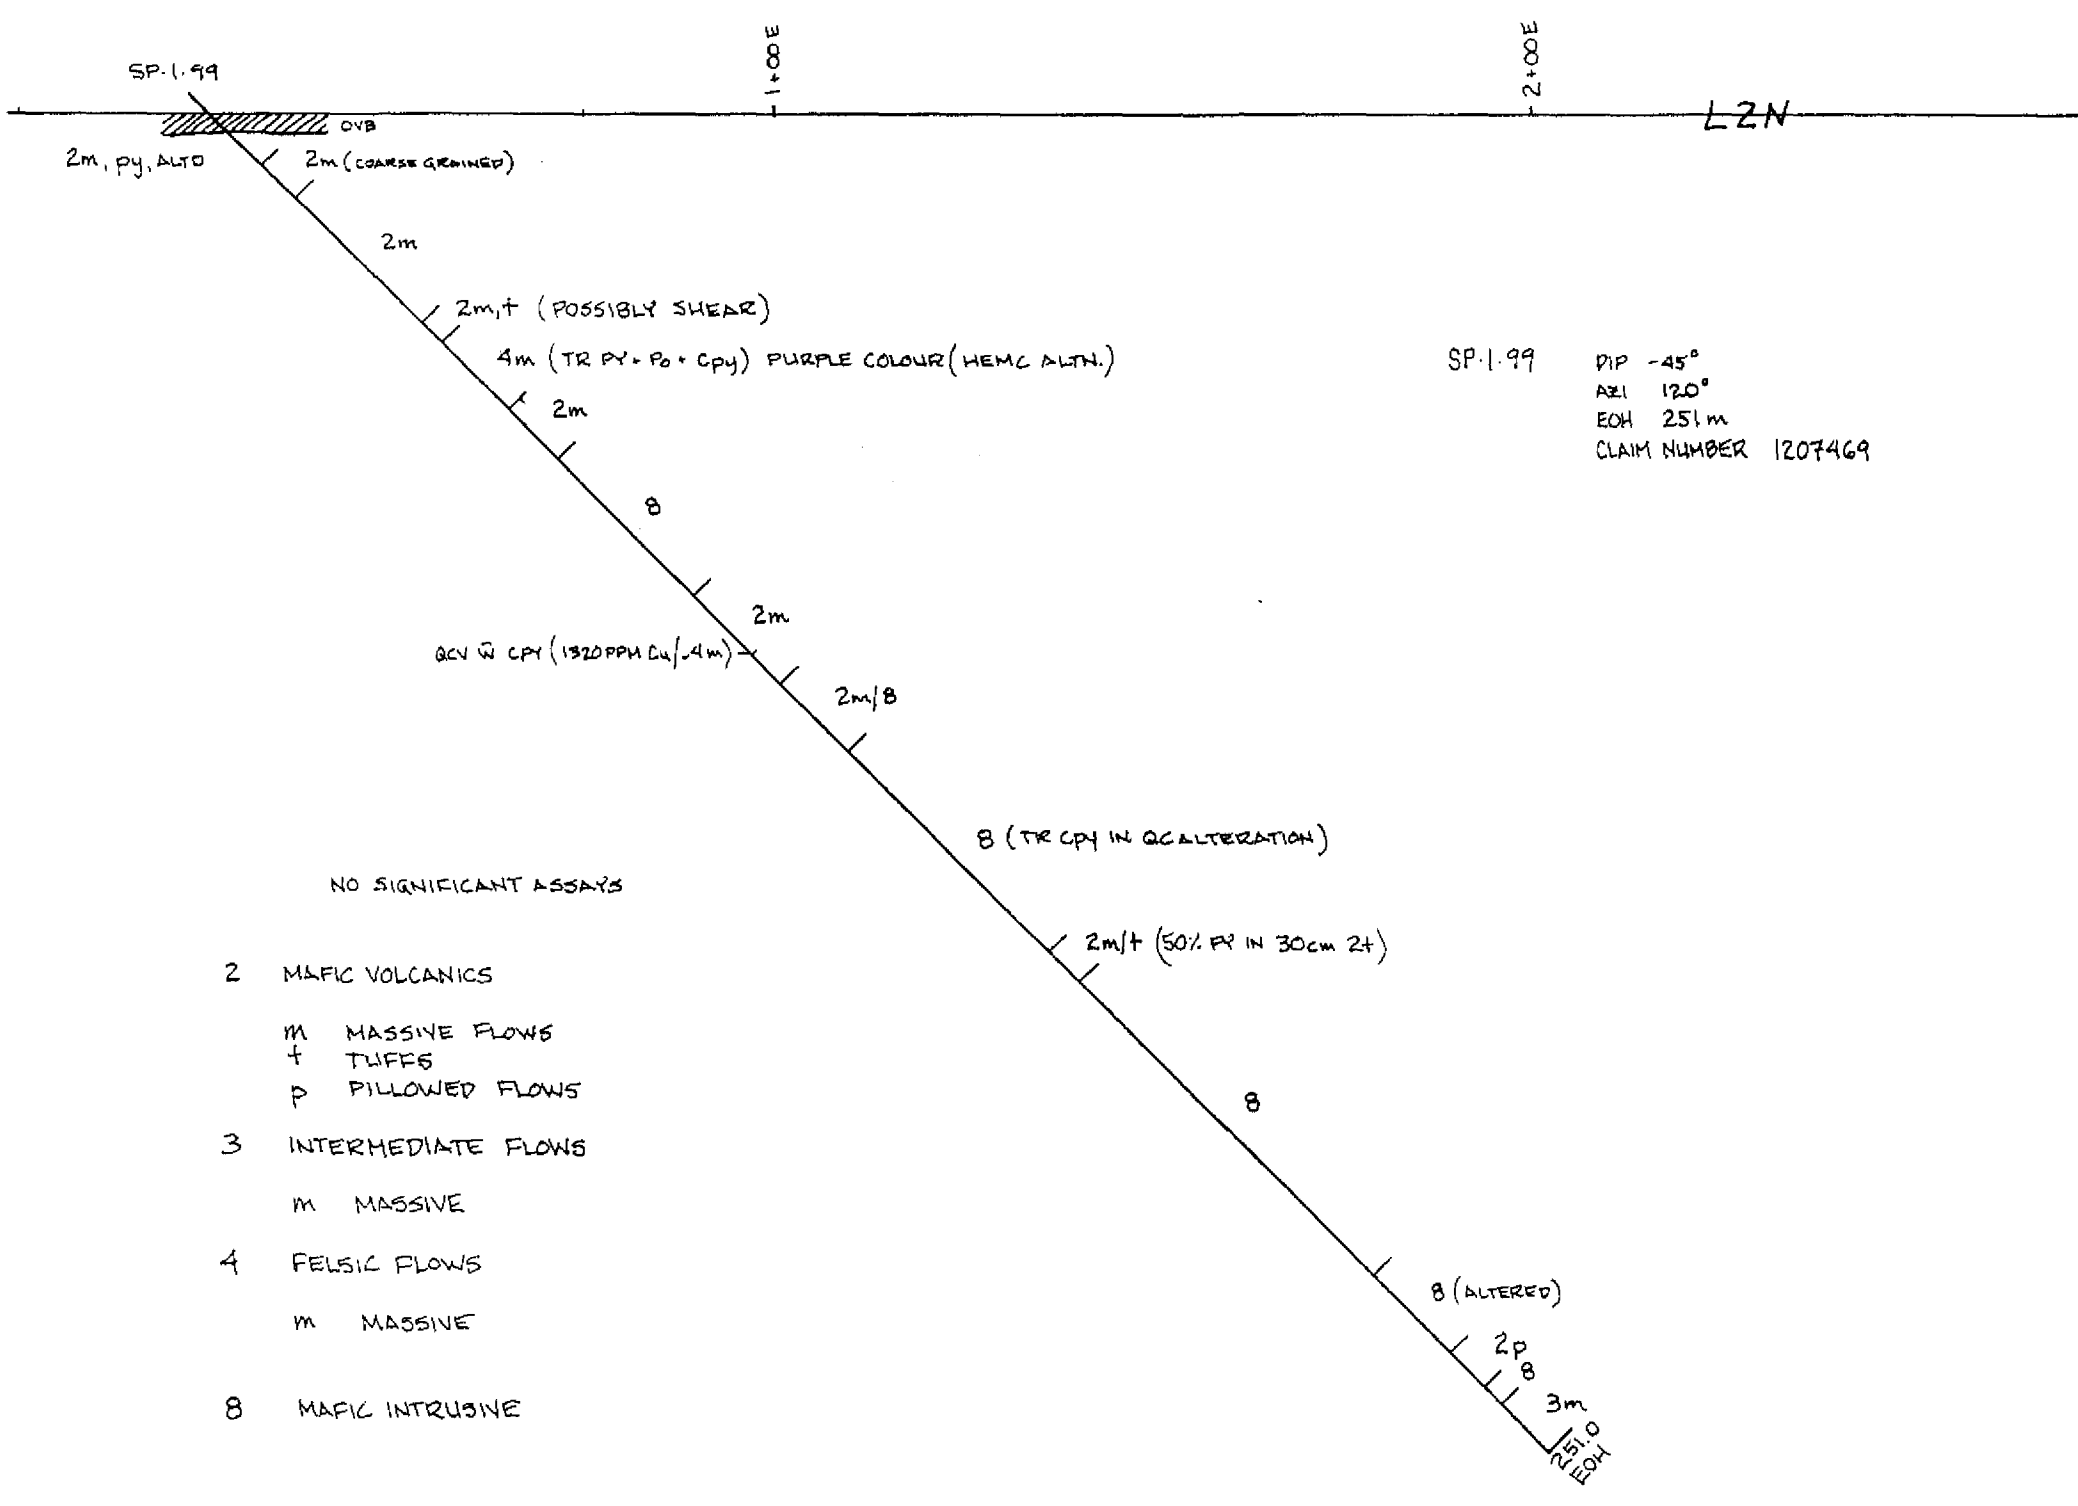 1+00E
2+00E
SP.1.99
L2N
OVB
2m, py, ALTD
2m (COARSE GRAINED)
2m
2m,t (POSSIBLY SHEAR)
4m (TR PY + Po + Cpy) PURPLE COLOUR (HEMC ALTN.)
SP.1.99 DIP -45°
AZI 120°
EOH 251m
CLAIM NUMBER 1207469
2m
8
2m
QCV W̄ CPY (1320 PPM Cu/.4m)
2m/8
8 (TR CPY IN QC ALTERATION)
NO SIGNIFICANT ASSAYS
2m/t (50% PY IN 30cm 2t)
2 MAFIC VOLCANICS
m MASSIVE FLOWS
t TUFFS
p PILLOWED FLOWS
8
3 INTERMEDIATE FLOWS
m MASSIVE
4 FELSIC FLOWS
m MASSIVE
8 (ALTERED)
2p
8
3m
8 MAFIC INTRUSIVE
251.0
EOH